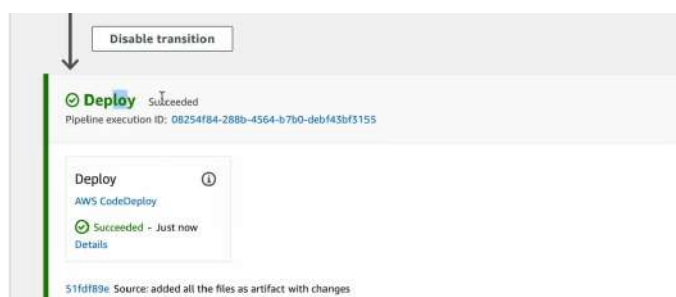 Disable transition
Deploy Succeeded
Pipeline execution ID: 08254f84-288b-4564-b7b0-debf43bf3155
Deploy
AWS CodeDeploy
Succeeded - Just now
Details
51fdf89e Source: added all the files as artifact with changes